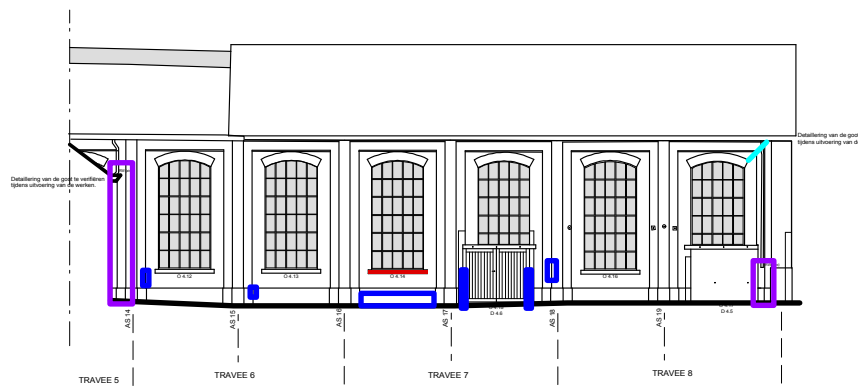 Detaillering van de goot
tijdens uitvoering van de
Detaillering van de goot te verifiëren
tijdens uitvoering van de werken.
O 4.12
O 4.13
O 4.14
O 4.16
D 4.6
D 4.5
AS 14
AS 15
AS 16
AS 17
AS 18
AS 19
TRAVEE 5
TRAVEE 6
TRAVEE 7
TRAVEE 8